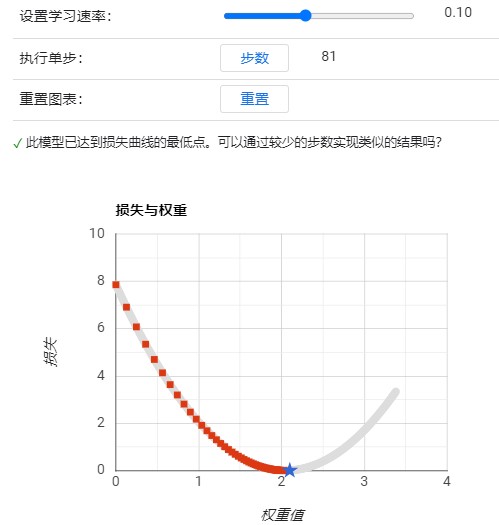 设置学习速率： 0.10
执行单步： 步数 81
重置图表： 重置
✓ 此模型已达到损失曲线的最低点。可以通过较少的步数实现类似的结果吗？
损失与权重
10
8
6
4
2
0
损失
0 1 2 3 4
权重值